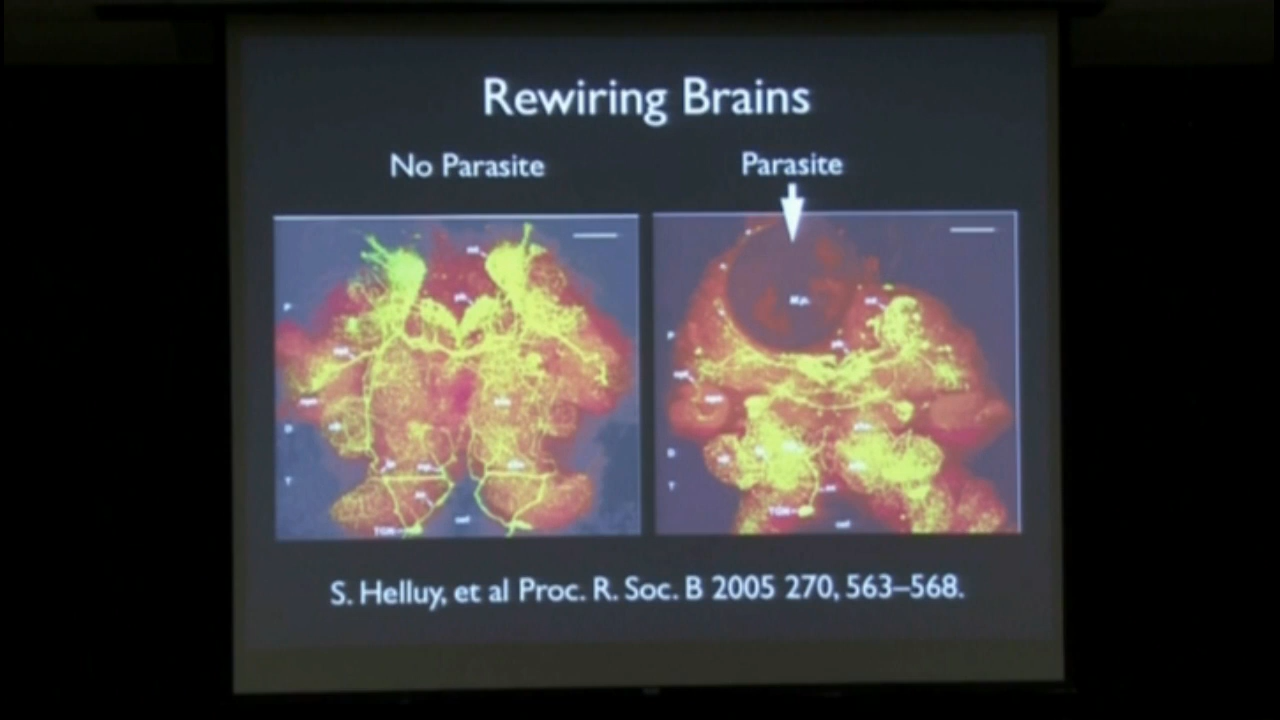 Rewiring Brains
No Parasite
Parasite
S. Helluy, et al Proc. R. Soc. B 2005 270, 563–568.